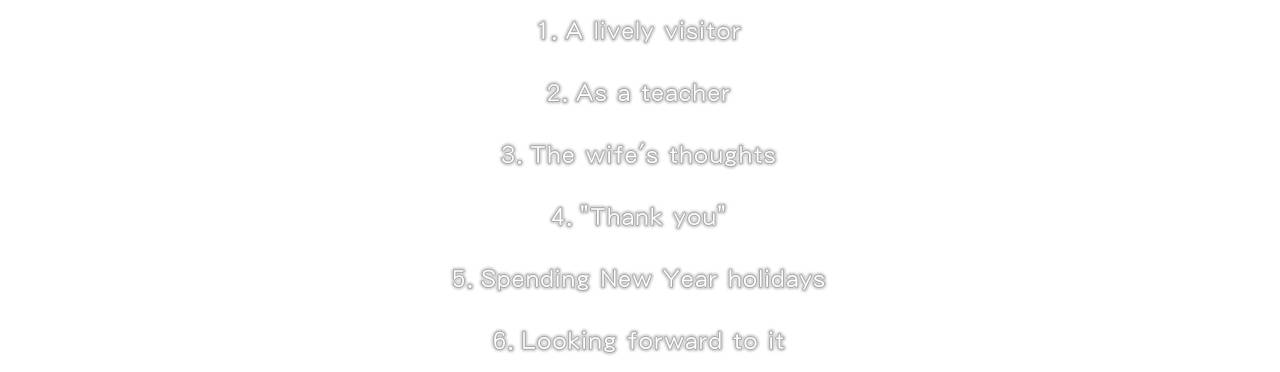 1. A lively visitor
2. As a teacher
3. The wife's thoughts
4. "Thank you"
5. Spending New Year holidays
6. Looking forward to it